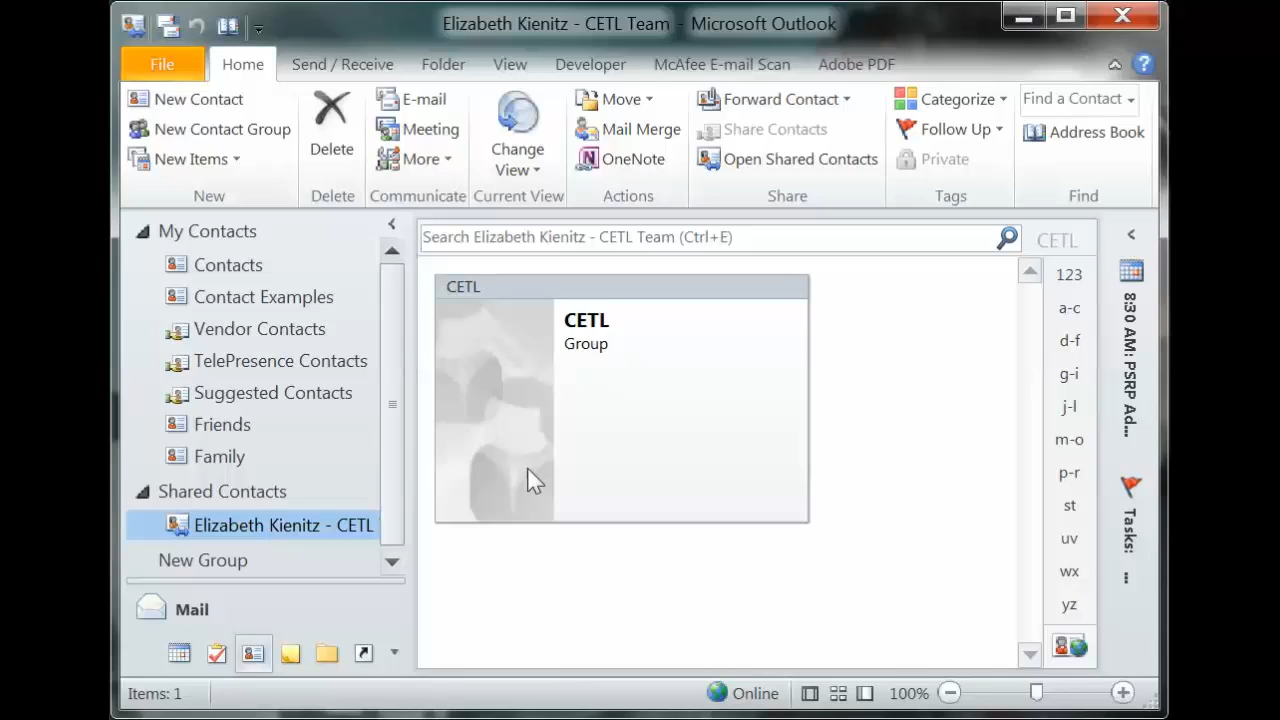 Elizabeth Kienitz - CETL Team - Microsoft Outlook
File Home Send / Receive Folder View Developer McAfee E-mail Scan Adobe PDF
New Contact
New Contact Group
New Items
New
Delete
Delete
E-mail
Meeting
More
Communicate
Change
View
Current View
Move
Mail Merge
OneNote
Actions
Forward Contact
Share Contacts
Open Shared Contacts
Share
Categorize
Follow Up
Private
Tags
Find a Contact
Address Book
Find
My Contacts
Contacts
Contact Examples
Vendor Contacts
TelePresence Contacts
Suggested Contacts
Friends
Family
Shared Contacts
Elizabeth Kienitz - CETL
New Group
Mail
Search Elizabeth Kienitz - CETL Team (Ctrl+E)
CETL
CETL
CETL
Group
123
a-c
d-f
g-i
j-l
m-o
p-r
st
uv
wx
yz
8:30 AM: PSRP Ad...
Tasks: ...
Items: 1
Online
100%